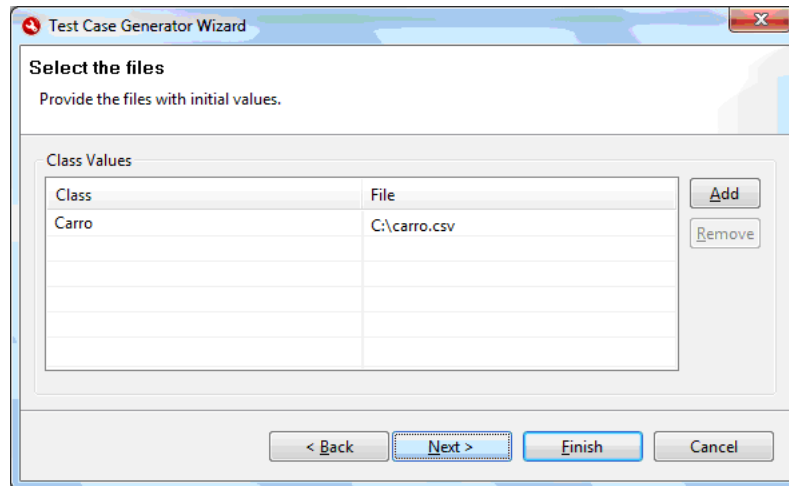 Test Case Generator Wizard
Select the files
Provide the files with initial values.
Class Values
Class File
Carro C:\carro.csv
Add
Remove
< Back Next > Finish Cancel